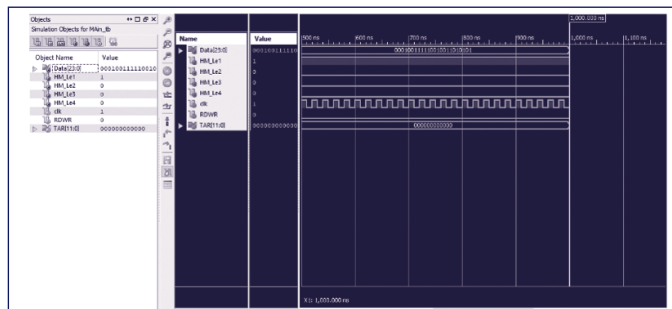 Objects
Simulation Objects for MAin_tb
Object Name Value
Data[23:0] 0001001111110010
HM_Le1 1
HM_Le2 0
HM_Le3 0
HM_Le4 0
clk 1
RDWR 0
TAR[11:0] 000000000000
Name Value
Data[23:0]
HM_Le1 1
HM_Le2 0
HM_Le3 0
HM_Le4 0
clk 1
RDWR 0
TAR[11:0] 000000000000
1,000.000 ns
500 ns 600 ns 700 ns 800 ns 900 ns 1,000 ns 1,100 ns
000000000000
X1: 1,000.000 ns